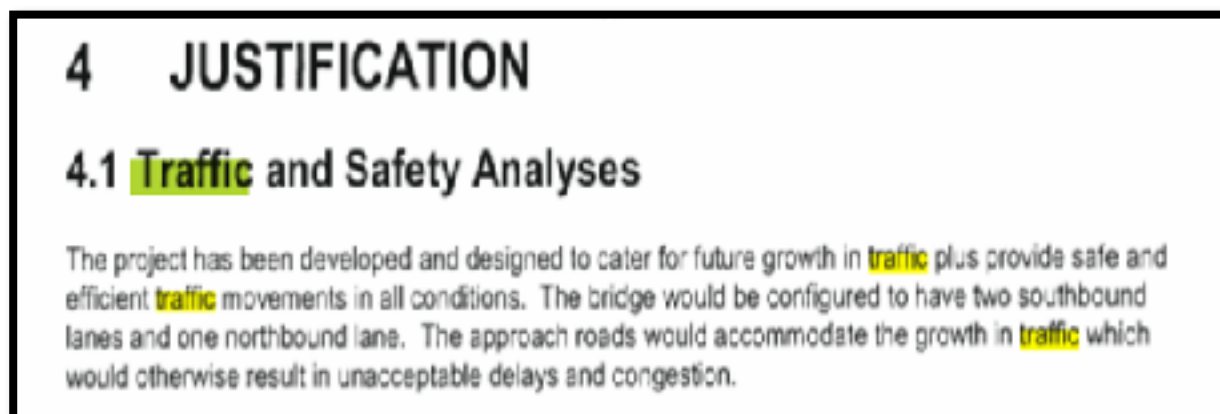 4 JUSTIFICATION
4.1 Traffic and Safety Analyses
The project has been developed and designed to cater for future growth in traffic plus provide safe and
efficient traffic movements in all conditions. The bridge would be configured to have two southbound
lanes and one northbound lane. The approach roads would accommodate the growth in traffic which
would otherwise result in unacceptable delays and congestion.